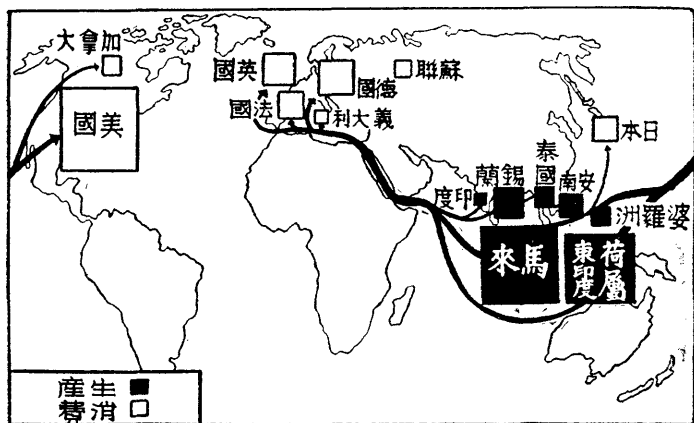 加拿大
美國
英國
法國
德國
義大利
蘇聯
日本
印度
錫蘭
泰國
安南
婆羅洲
馬來
荷屬
東印度
生産
消費